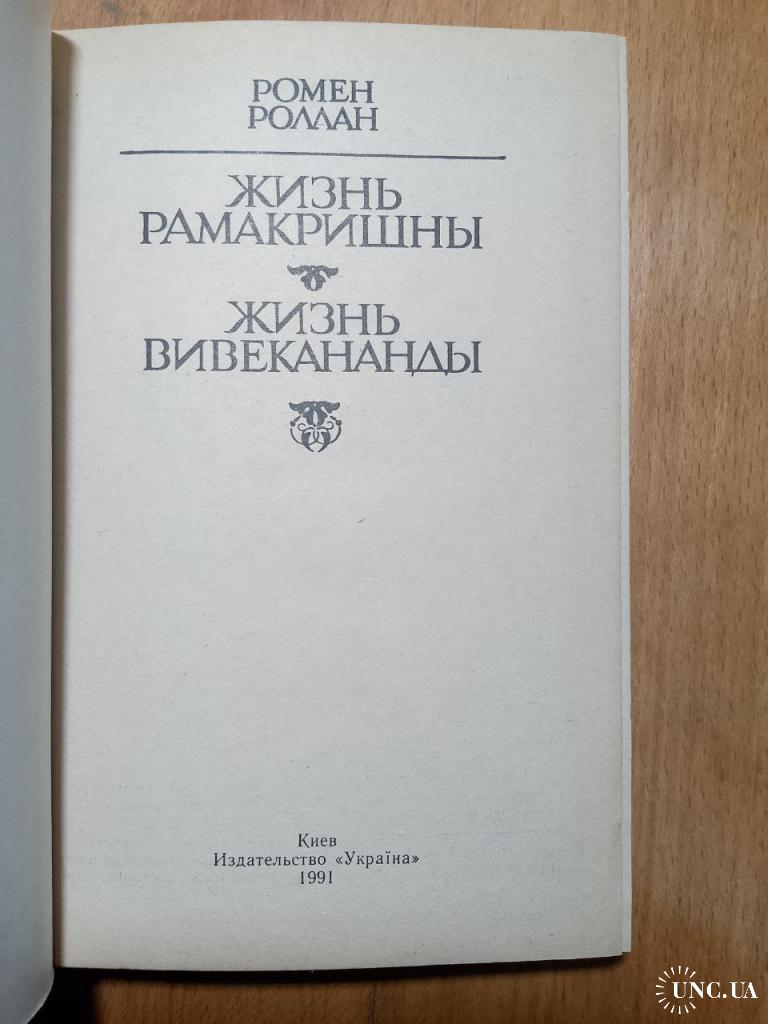 РОМЕН
РОЛЛАН
ЖИЗНЬ
РАМАКРИШНЫ
ЖИЗНЬ
ВИВЕКАНАНДЫ
Киев
Издательство «Україна»
1991
UNC.UA